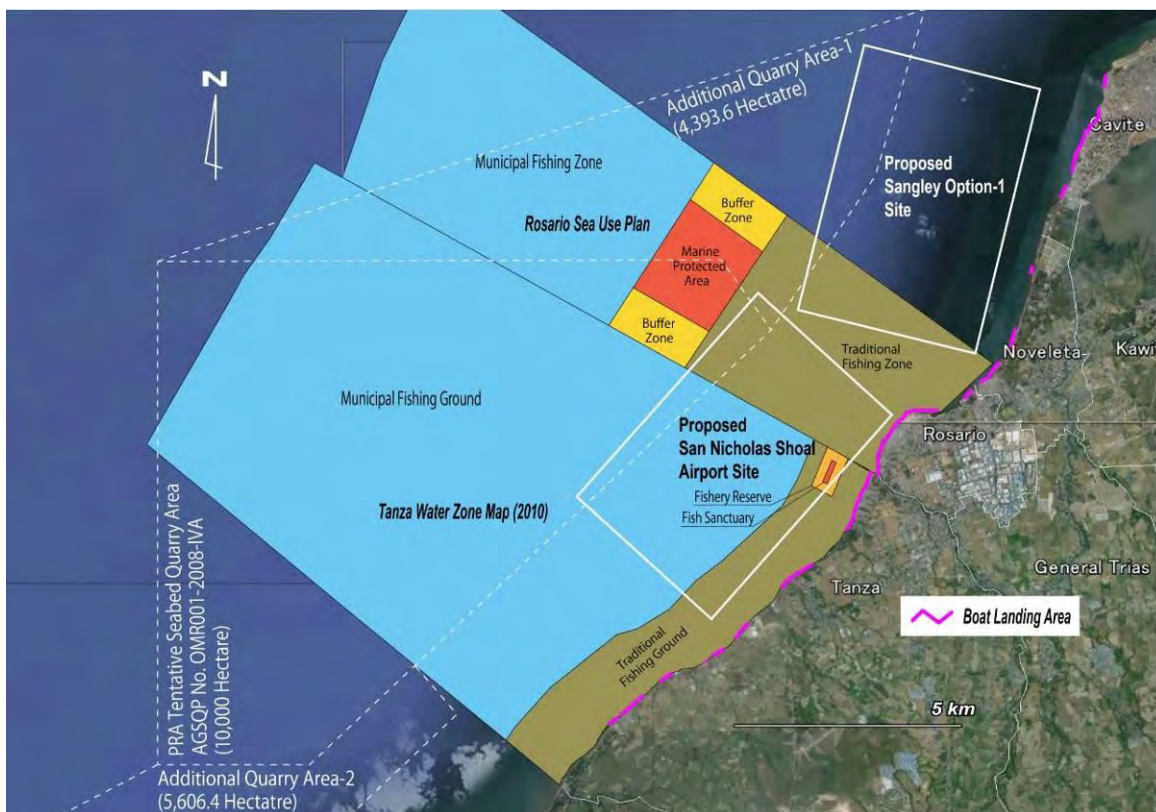 N
Additional Quarry Area-1
(4,393.6 Hectatre)
Cavite
Municipal Fishing Zone
Proposed
Sangley Option-1
Site
Buffer
Zone
Rosario Sea Use Plan
Marine
Protected
Area
Buffer
Zone
Traditional
Fishing Zone
Noveleta
Kawit
Municipal Fishing Ground
Proposed
San Nicholas Shoal
Airport Site
Rosario
Fishery Reserve
Fish Sanctuary
Tanza Water Zone Map (2010)
General Trias
Tanza
Boat Landing Area
Traditional
Fishing Ground
PRA Tentative Seabed Quarry Area
AGSQP No. OMR001-2008-IVA
(10,000 Hectare)
5 km
Additional Quarry Area-2
(5,606.4 Hectatre)